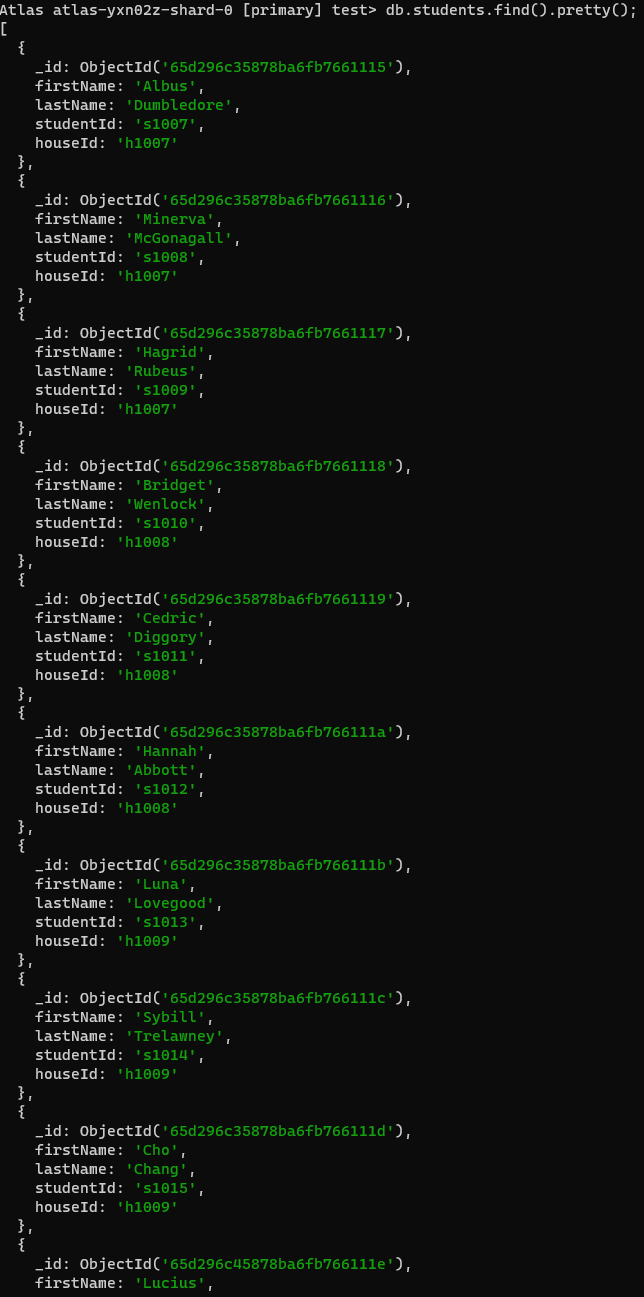 Atlas atlas-yxn02z-shard-0 [primary] test> db.students.find().pretty();
[
  {
    _id: ObjectId('65d296c35878ba6fb7661115'),
    firstName: 'Albus',
    lastName: 'Dumbledore',
    studentId: 's1007',
    houseId: 'h1007'
  },
  {
    _id: ObjectId('65d296c35878ba6fb7661116'),
    firstName: 'Minerva',
    lastName: 'McGonagall',
    studentId: 's1008',
    houseId: 'h1007'
  },
  {
    _id: ObjectId('65d296c35878ba6fb7661117'),
    firstName: 'Hagrid',
    lastName: 'Rubeus',
    studentId: 's1009',
    houseId: 'h1007'
  },
  {
    _id: ObjectId('65d296c35878ba6fb7661118'),
    firstName: 'Bridget',
    lastName: 'Wenlock',
    studentId: 's1010',
    houseId: 'h1008'
  },
  {
    _id: ObjectId('65d296c35878ba6fb7661119'),
    firstName: 'Cedric',
    lastName: 'Diggory',
    studentId: 's1011',
    houseId: 'h1008'
  },
  {
    _id: ObjectId('65d296c35878ba6fb766111a'),
    firstName: 'Hannah',
    lastName: 'Abbott',
    studentId: 's1012',
    houseId: 'h1008'
  },
  {
    _id: ObjectId('65d296c35878ba6fb766111b'),
    firstName: 'Luna',
    lastName: 'Lovegood',
    studentId: 's1013',
    houseId: 'h1009'
  },
  {
    _id: ObjectId('65d296c35878ba6fb766111c'),
    firstName: 'Sybill',
    lastName: 'Trelawney',
    studentId: 's1014',
    houseId: 'h1009'
  },
  {
    _id: ObjectId('65d296c35878ba6fb766111d'),
    firstName: 'Cho',
    lastName: 'Chang',
    studentId: 's1015',
    houseId: 'h1009'
  },
  {
    _id: ObjectId('65d296c45878ba6fb766111e'),
    firstName: 'Lucius',